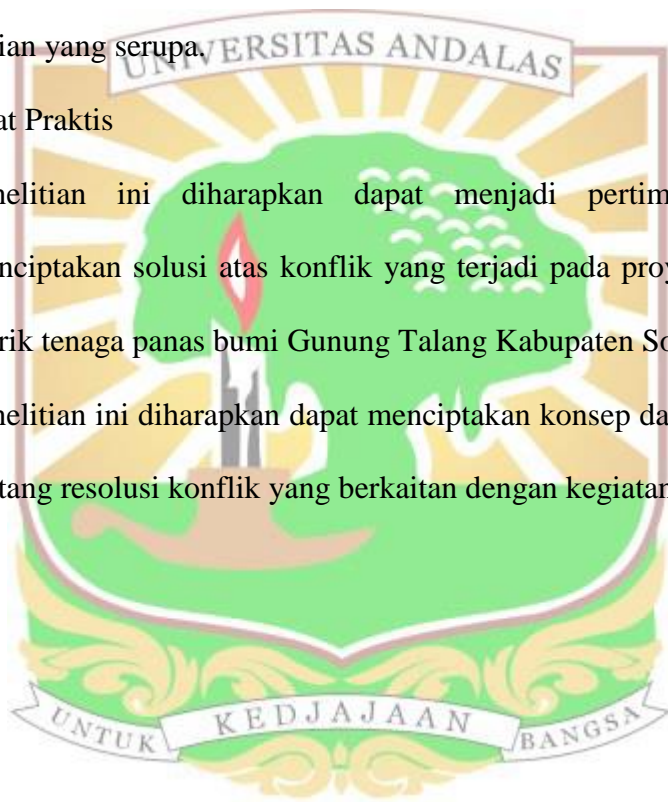 ian yang serupa.
UNIVERSITAS ANDALAS
at Praktis
nelitian ini diharapkan dapat menjadi pertim
nciptakan solusi atas konflik yang terjadi pada proy
rik tenaga panas bumi Gunung Talang Kabupaten So
nelitian ini diharapkan dapat menciptakan konsep da
tang resolusi konflik yang berkaitan dengan kegiatan
UNTUK KEDJAJAAN BANGSA